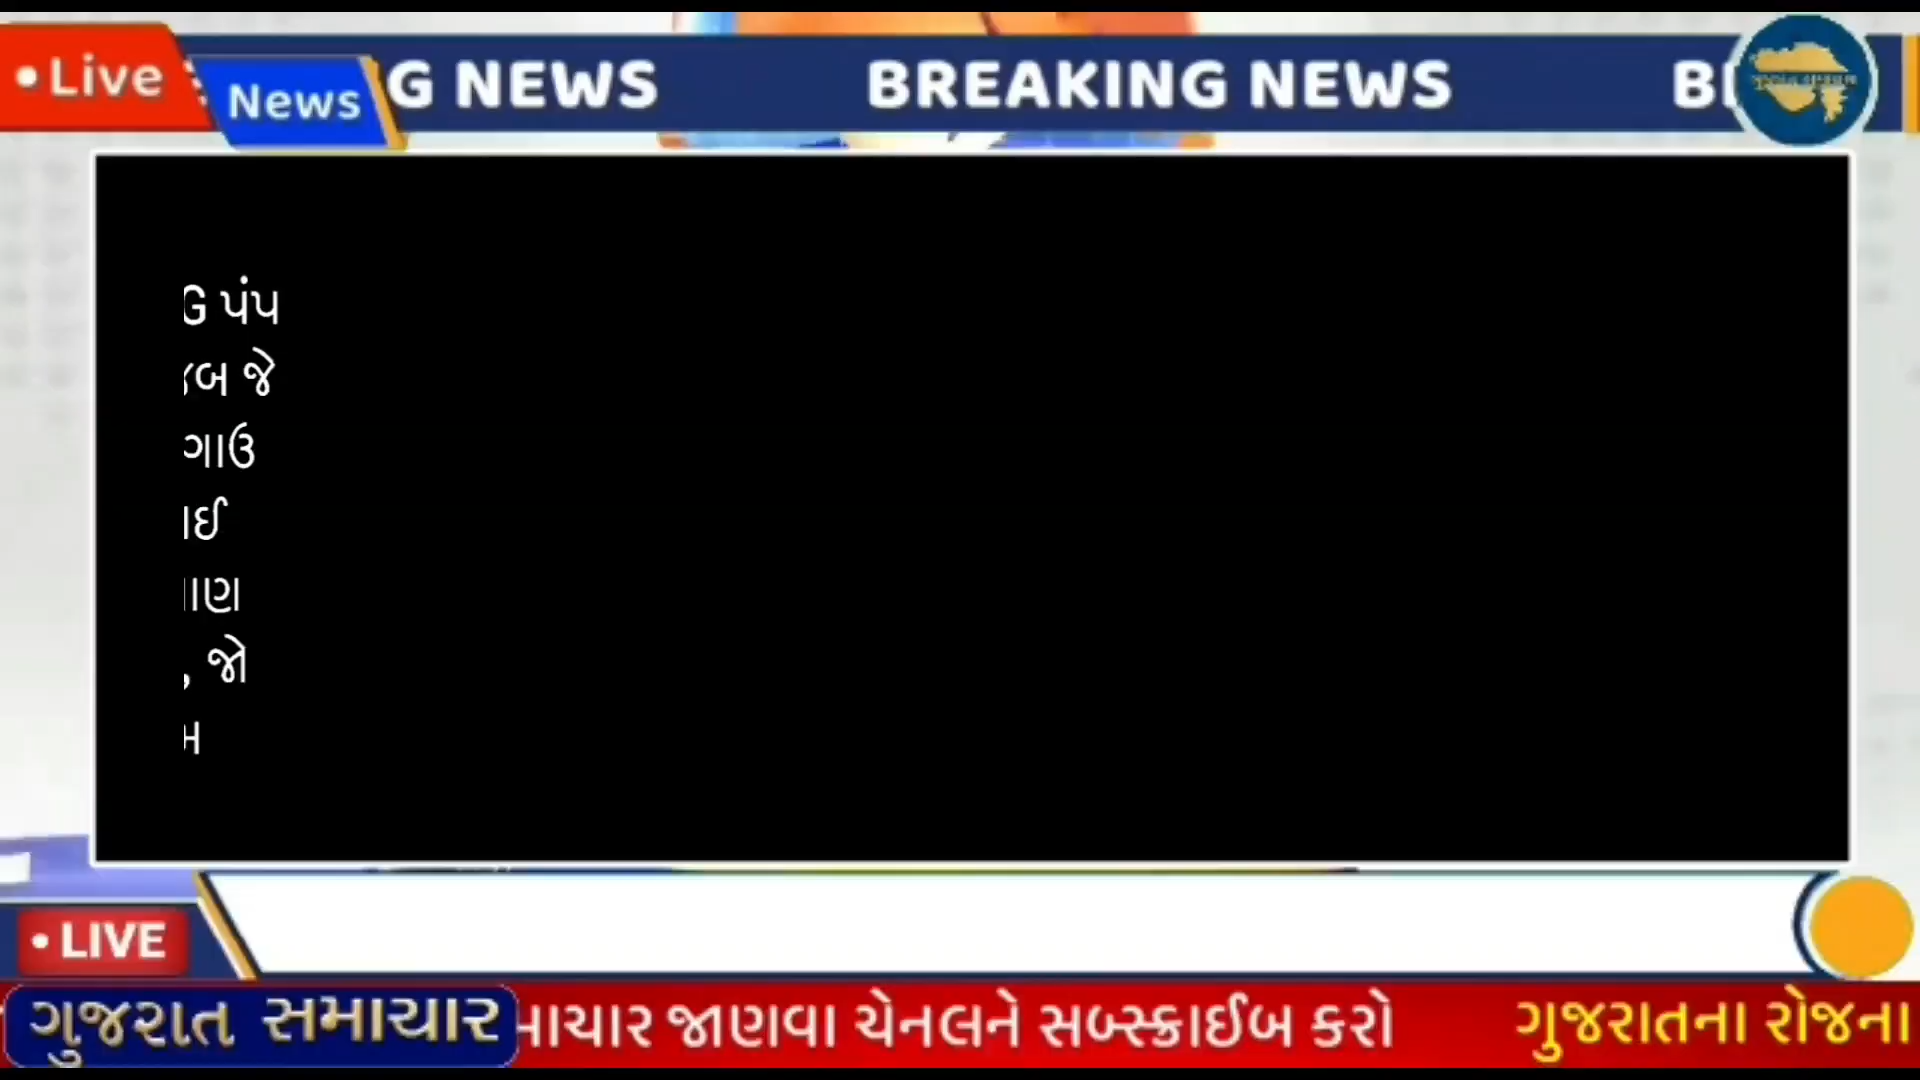 Live
News
G NEWS
BREAKING NEWS
G પંપ
બ જે
ગાઉ
ઈ
ાણ
, જો
LIVE
ગુજરાત સમાચાર
માચાર જાણવા ચેનલને સબ્સ્ક્રાઈબ કરો
ગુજરાતના રોજના